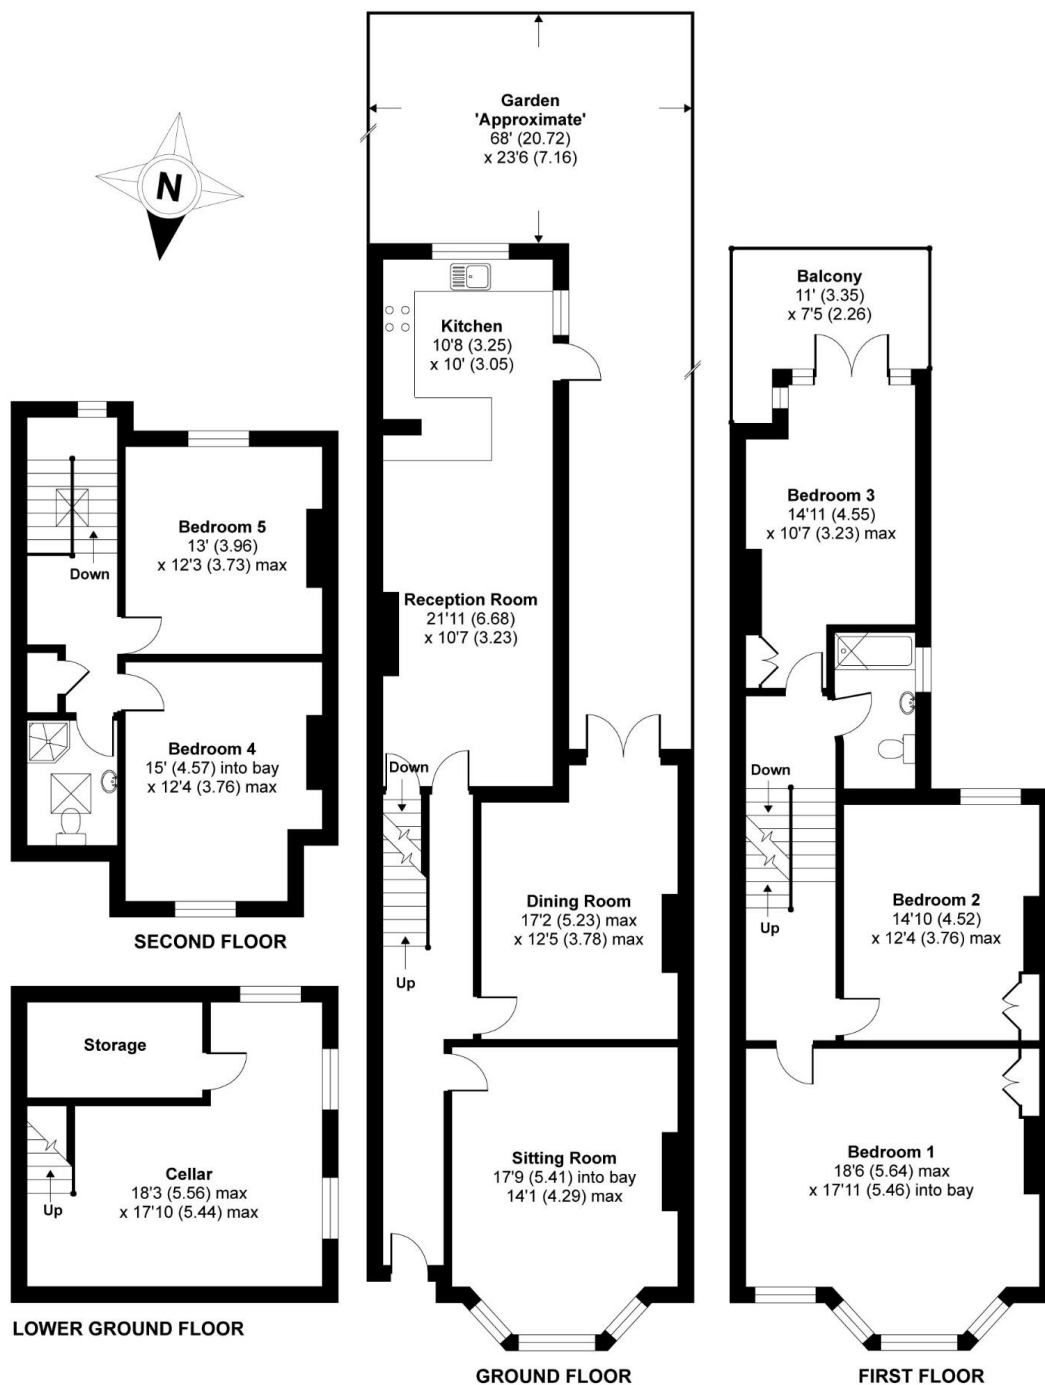 Garden
'Approximate'
68' (20.72)
x 23'6 (7.16)
N
Balcony
11' (3.35)
x 7'5 (2.26)
Kitchen
10'8 (3.25)
x 10' (3.05)
Bedroom 3
14'11 (4.55)
x 10'7 (3.23) max
Bedroom 5
13' (3.96)
x 12'3 (3.73) max
Down
Reception Room
21'11 (6.68)
x 10'7 (3.23)
Bedroom 4
15' (4.57) into bay
x 12'4 (3.76) max
Down
Down
Dining Room
17'2 (5.23) max
x 12'5 (3.78) max
Bedroom 2
14'10 (4.52)
x 12'4 (3.76) max
Up
Up
SECOND FLOOR
Storage
Cellar
18'3 (5.56) max
x 17'10 (5.44) max
Up
Sitting Room
17'9 (5.41) into bay
14'1 (4.29) max
Bedroom 1
18'6 (5.64) max
x 17'11 (5.46) into bay
LOWER GROUND FLOOR
GROUND FLOOR
FIRST FLOOR